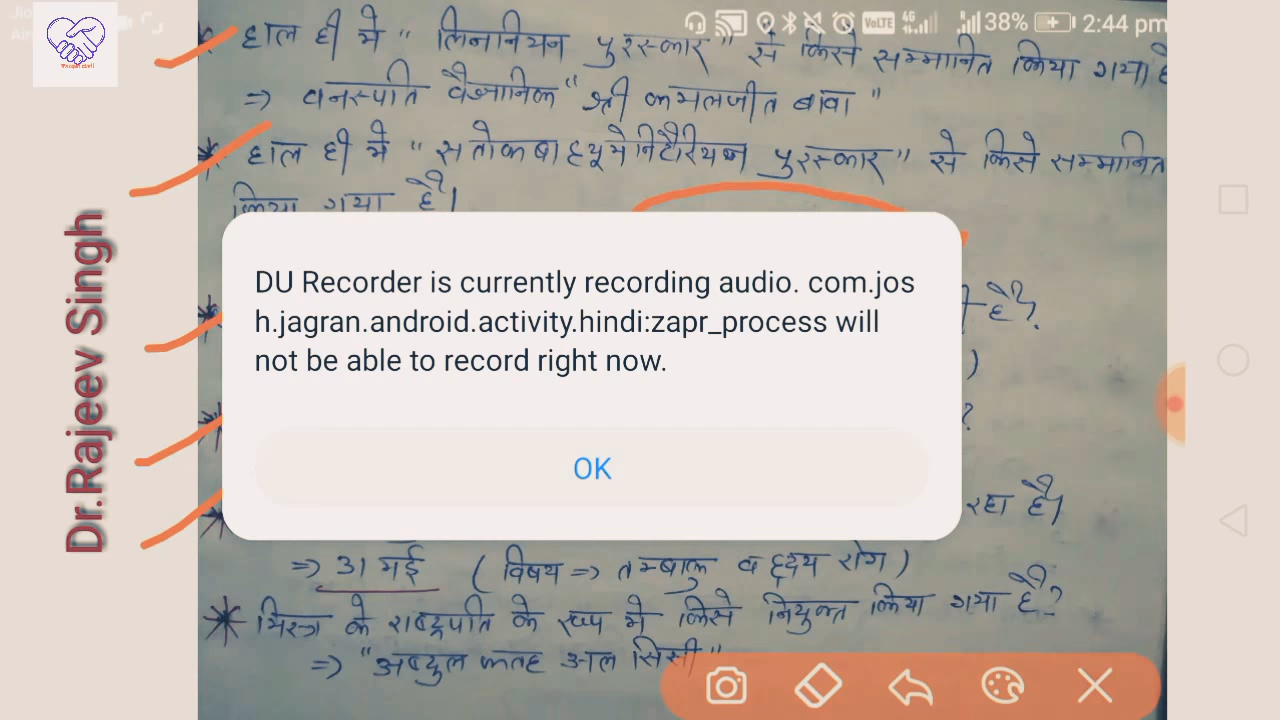 38% 2:44 pm
हाल ही मे " लिननियन पुरस्कार " से किसे सम्मानित किया गया है
=> वनस्पति वैज्ञानिक " श्री कमलजीत बावा "
* हाल ही मे " सतोकबा ह्यूमेनिटैरियन पुरस्कार " से किसे सम्मानित
किया गया है।
Dr.Rajeev Singh
DU Recorder is currently recording audio. com.jos
h.jagran.android.activity.hindi:zapr_process will
not be able to record right now.
OK
है?
)
?
रहा है।
=> 31 मई ( विषय => तम्बाकु व हृदय रोग )
* मिस्त्र के राष्ट्रपति के रूप मे किसे नियुक्त किया गया है?
=> "अब्दुल फतह अल सिसी"